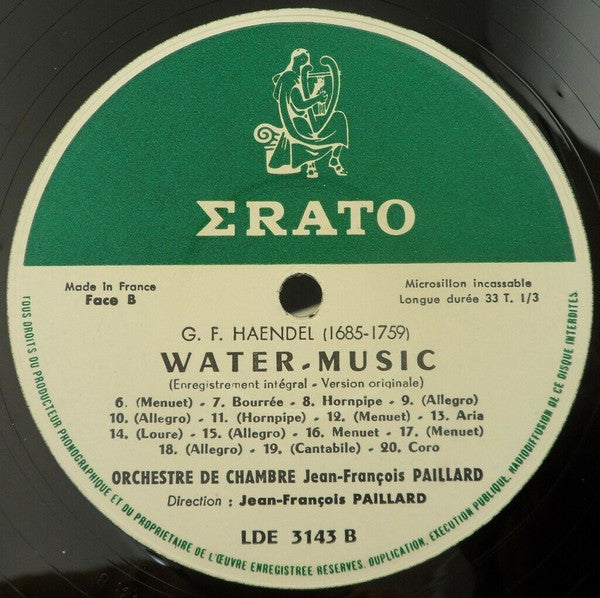 ΣRATO
Made in France
Face B
Microsillon incassable
Longue durée 33 T. 1/3
G. F. HAENDEL (1685-1759)
WATER-MUSIC
(Enregistrement intégral - Version originale)
6. (Menuet) - 7. Bourrée - 8. Hornpipe - 9. (Allegro)
10. (Allegro) - 11. (Hornpipe) - 12. (Menuet) - 13. Aria
14. (Loure) - 15. (Allegro) - 16. Menuet - 17. (Menuet)
18. (Allegro) - 19. (Cantabile) - 20. Coro
ORCHESTRE DE CHAMBRE Jean-François PAILLARD
Direction : Jean-François PAILLARD
LDE 3143 B
TOUS DROITS DU PRODUCTEUR PHONOGRAPHIQUE ET DU PROPRIETAIRE DE L'ŒUVRE ENREGISTREE RESERVES. DUPLICATION, EXECUTION PUBLIQUE, RADIODIFFUSION DE CE DISQUE INTERDITES.